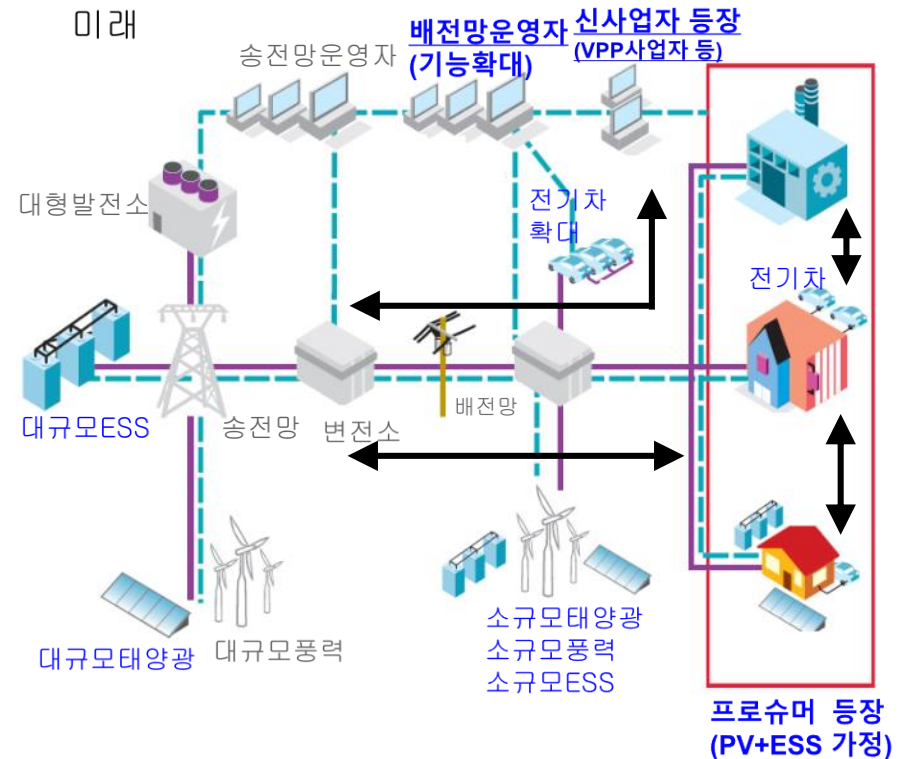 미래
송전망운영자
배전망운영자
(기능확대)
신사업자 등장
(VPP사업자 등)
대형발전소
전기차
확대
전기차
대규모ESS
송전망
변전소
배전망
대규모태양광
대규모풍력
소규모태양광
소규모풍력
소규모ESS
프로슈머 등장
(PV+ESS 가정)